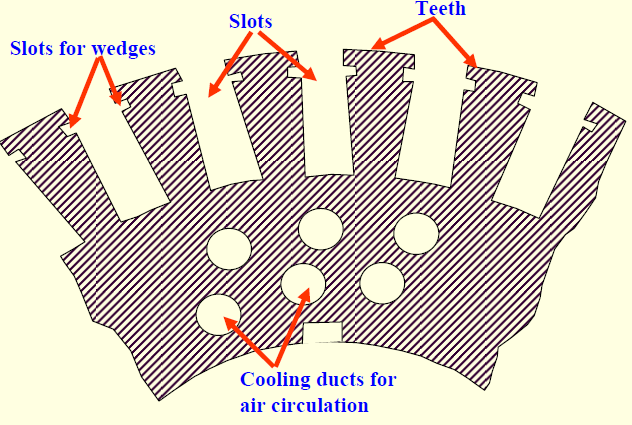 Teeth
Slots
Slots for wedges
Cooling ducts for
air circulation